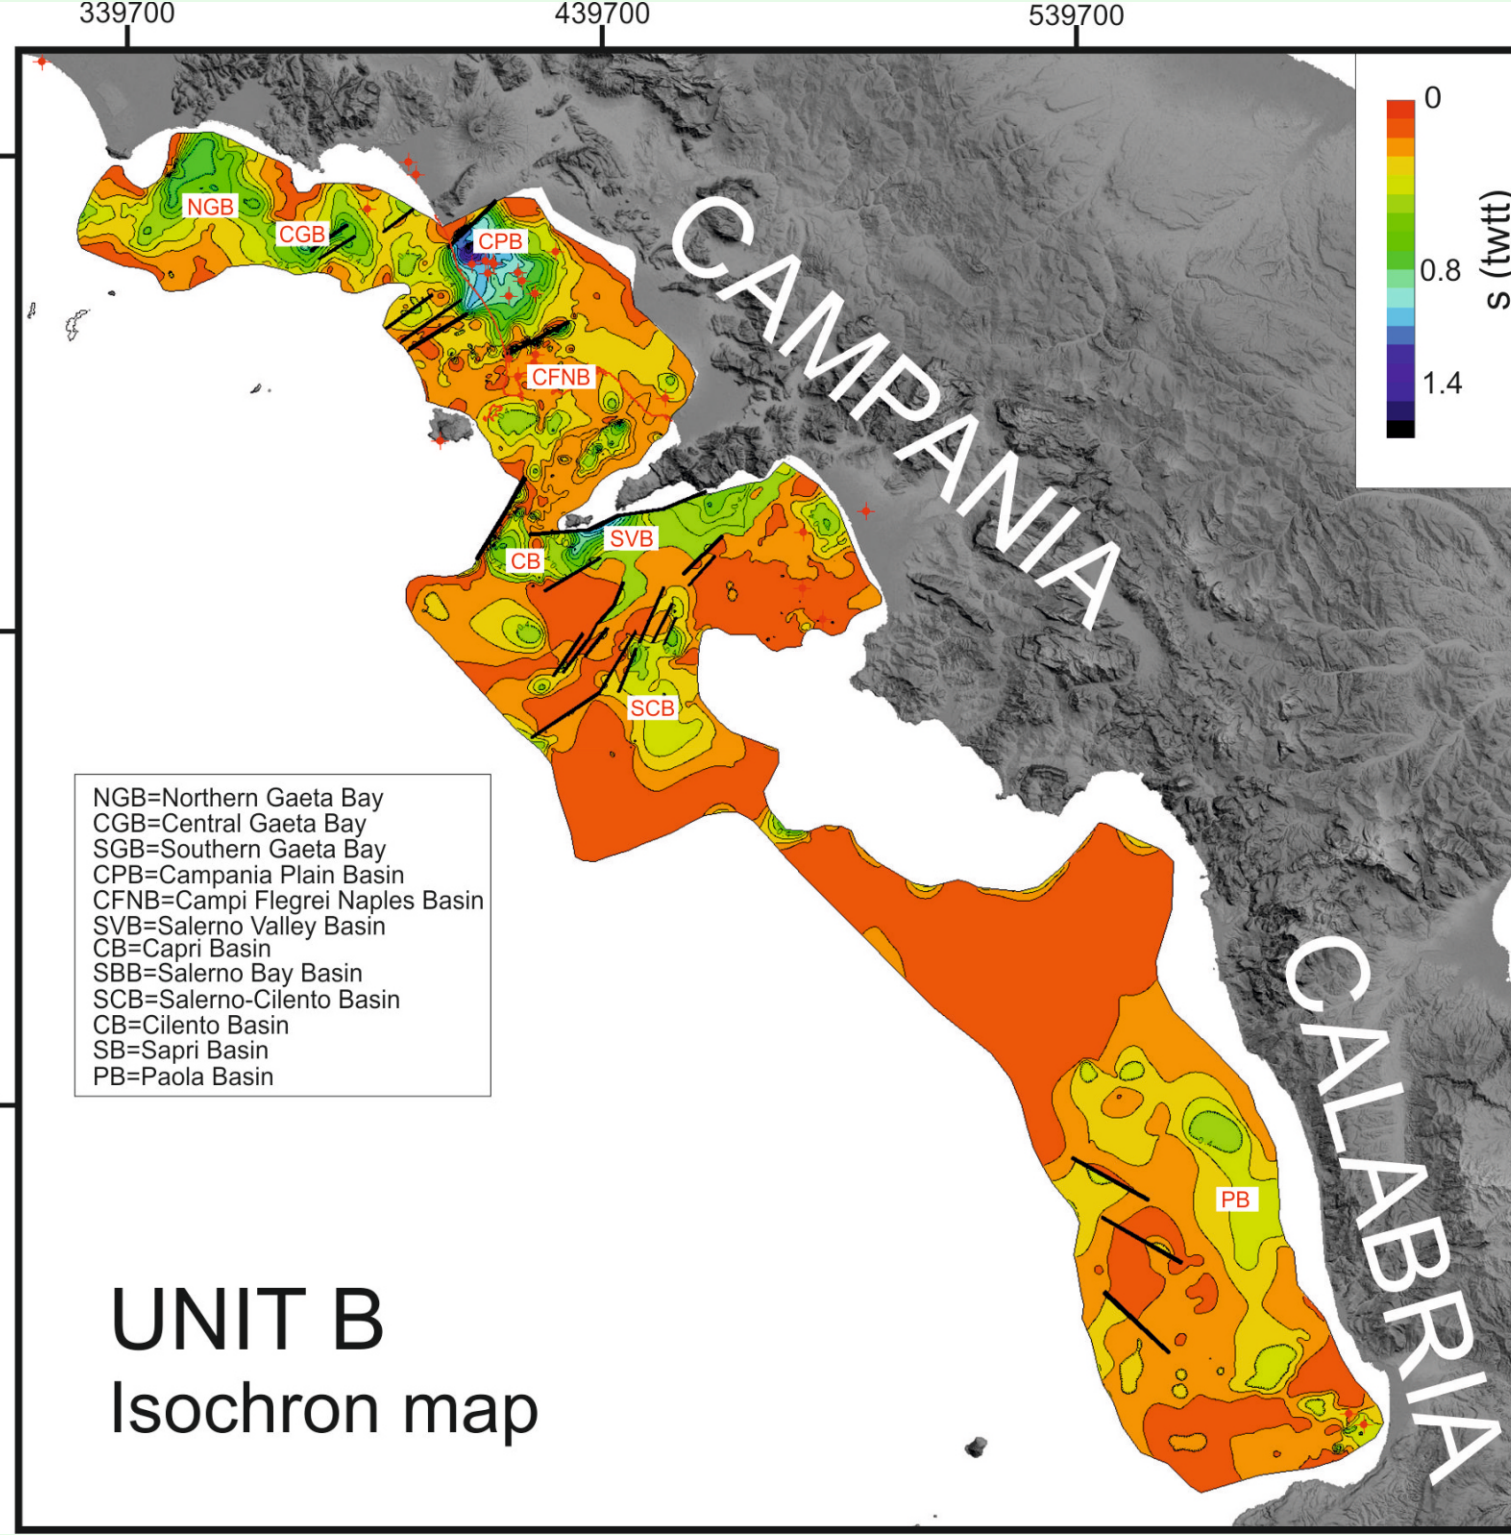 339700
439700
539700
0
0.8
1.4
s (twtt)
NGB
CGB
CPB
CFNB
CAMPANIA
SVB
CB
SCB
NGB=Northern Gaeta Bay
CGB=Central Gaeta Bay
SGB=Southern Gaeta Bay
CPB=Campania Plain Basin
CFNB=Campi Flegrei Naples Basin
SVB=Salerno Valley Basin
CB=Capri Basin
SBB=Salerno Bay Basin
SCB=Salerno-Cilento Basin
CB=Cilento Basin
SB=Sapri Basin
PB=Paola Basin
CALABRIA
PB
UNIT B
Isochron map